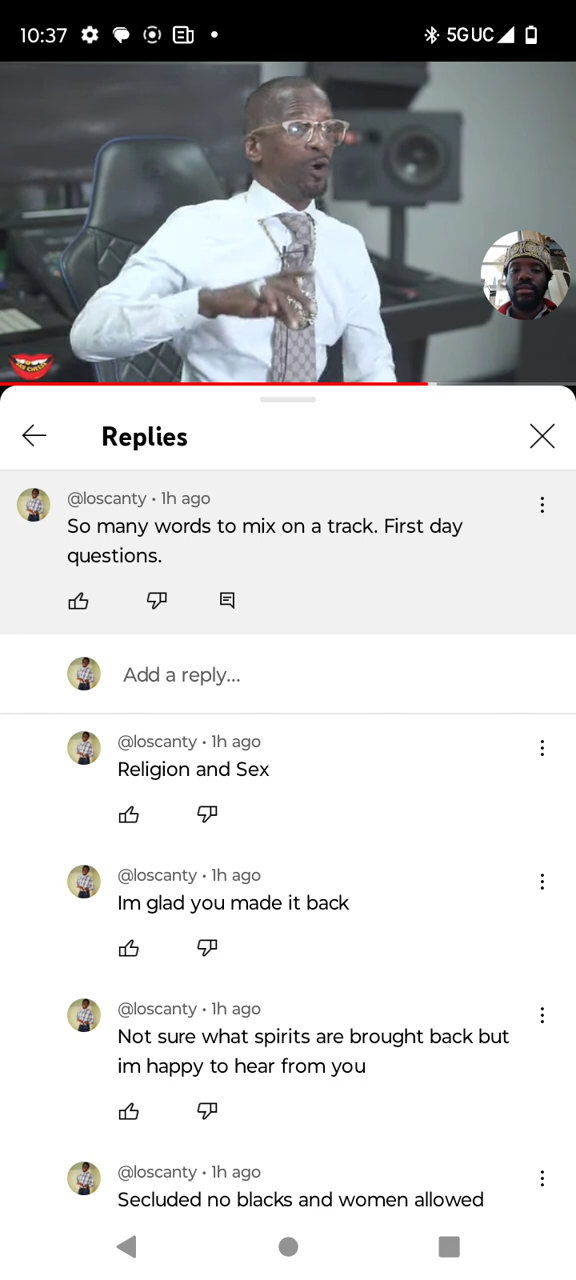 10:37
5G UC
Replies
@loscanty • 1h ago
So many words to mix on a track. First day
questions.
Add a reply...
@loscanty • 1h ago
Religion and Sex
@loscanty • 1h ago
Im glad you made it back
@loscanty • 1h ago
Not sure what spirits are brought back but
im happy to hear from you
@loscanty • 1h ago
Secluded no blacks and women allowed